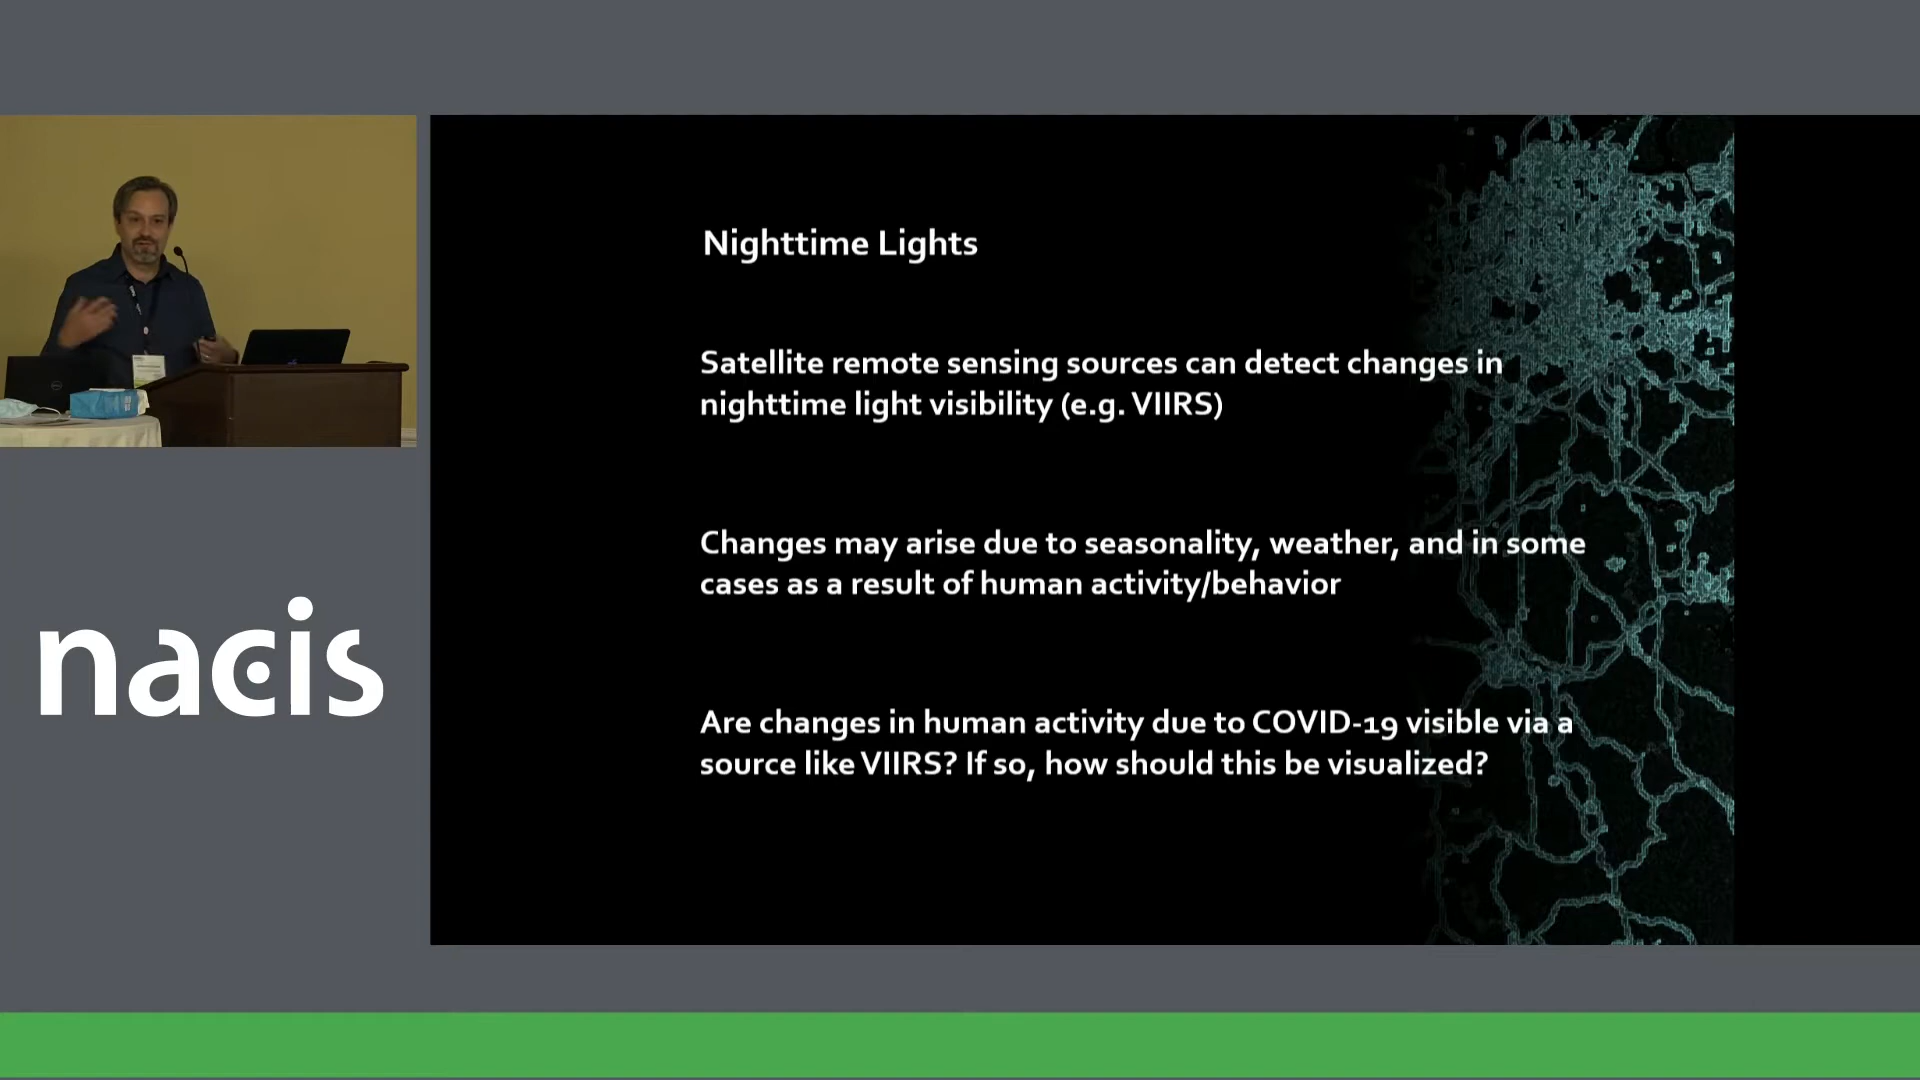 Nighttime Lights
Satellite remote sensing sources can detect changes in
nighttime light visibility (e.g. VIIRS)
Changes may arise due to seasonality, weather, and in some
cases as a result of human activity/behavior
Are changes in human activity due to COVID-19 visible via a
source like VIIRS? If so, how should this be visualized?
nacis